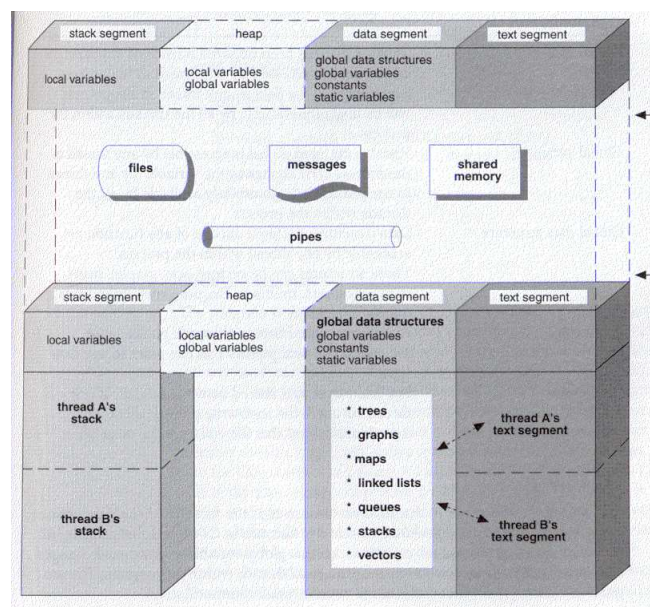 stack segment
heap
data segment
text segment
local variables
local variables
global variables
global data structures
global variables
constants
static variables
files
messages
shared
memory
pipes
stack segment
heap
data segment
text segment
local variables
local variables
global variables
global data structures
global variables
constants
static variables
thread A's
stack
* trees
* graphs
* maps
* linked lists
* queues
* stacks
* vectors
thread A's
text segment
thread B's
stack
thread B's
text segment